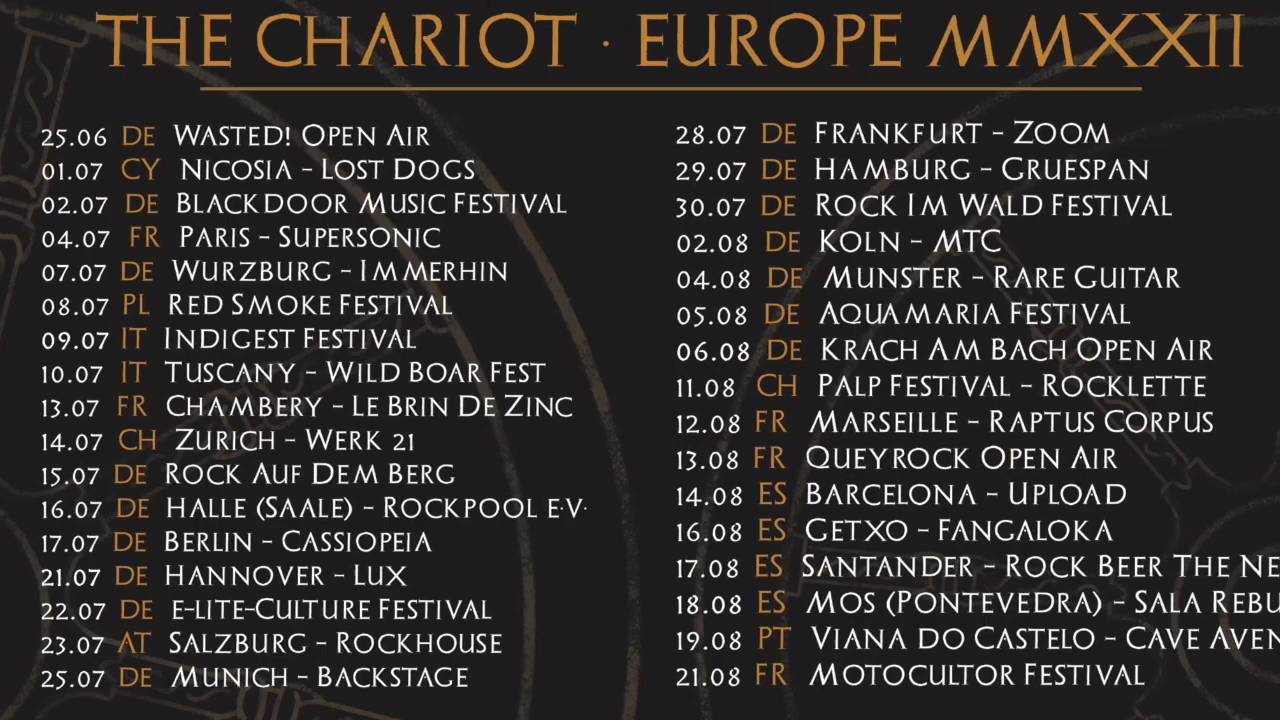 THE CHARIOT · EUROPE MMXXII
25.06 DE WASTED! OPEN AIR
01.07 CY NICOSIA - LOST DOGS
02.07 DE BLACKDOOR MUSIC FESTIVAL
04.07 FR PARIS - SUPERSONIC
07.07 DE WURZBURG - IMMERHIN
08.07 PL RED SMOKE FESTIVAL
09.07 IT INDIGEST FESTIVAL
10.07 IT TUSCANY - WILD BOAR FEST
13.07 FR CHAMBERY - LE BRIN DE ZINC
14.07 CH ZURICH - WERK 21
15.07 DE ROCK AUF DEM BERG
16.07 DE HALLE (SAALE) - ROCKPOOL E·V·
17.07 DE BERLIN - CASSIOPEIA
21.07 DE HANNOVER - LUX
22.07 DE E-LITE-CULTURE FESTIVAL
23.07 AT SALZBURG - ROCKHOUSE
25.07 DE MUNICH - BACKSTAGE
28.07 DE FRANKFURT - ZOOM
29.07 DE HAMBURG - GRUESPAN
30.07 DE ROCK IM WALD FESTIVAL
02.08 DE KOLN - MTC
04.08 DE MUNSTER - RARE GUITAR
05.08 DE AQUAMARIA FESTIVAL
06.08 DE KRACH AM BACH OPEN AIR
11.08 CH PALP FESTIVAL - ROCKLETTE
12.08 FR MARSEILLE - RAPTUS CORPUS
13.08 FR QUEYROCK OPEN AIR
14.08 ES BARCELONA - UPLOAD
16.08 ES GETXO - FANGALOKA
17.08 ES SANTANDER - ROCK BEER THE NE
18.08 ES MOS (PONTEVEDRA) - SALA REBU
19.08 PT VIANA DO CASTELO - CAVE AVEN
21.08 FR MOTOCULTOR FESTIVAL